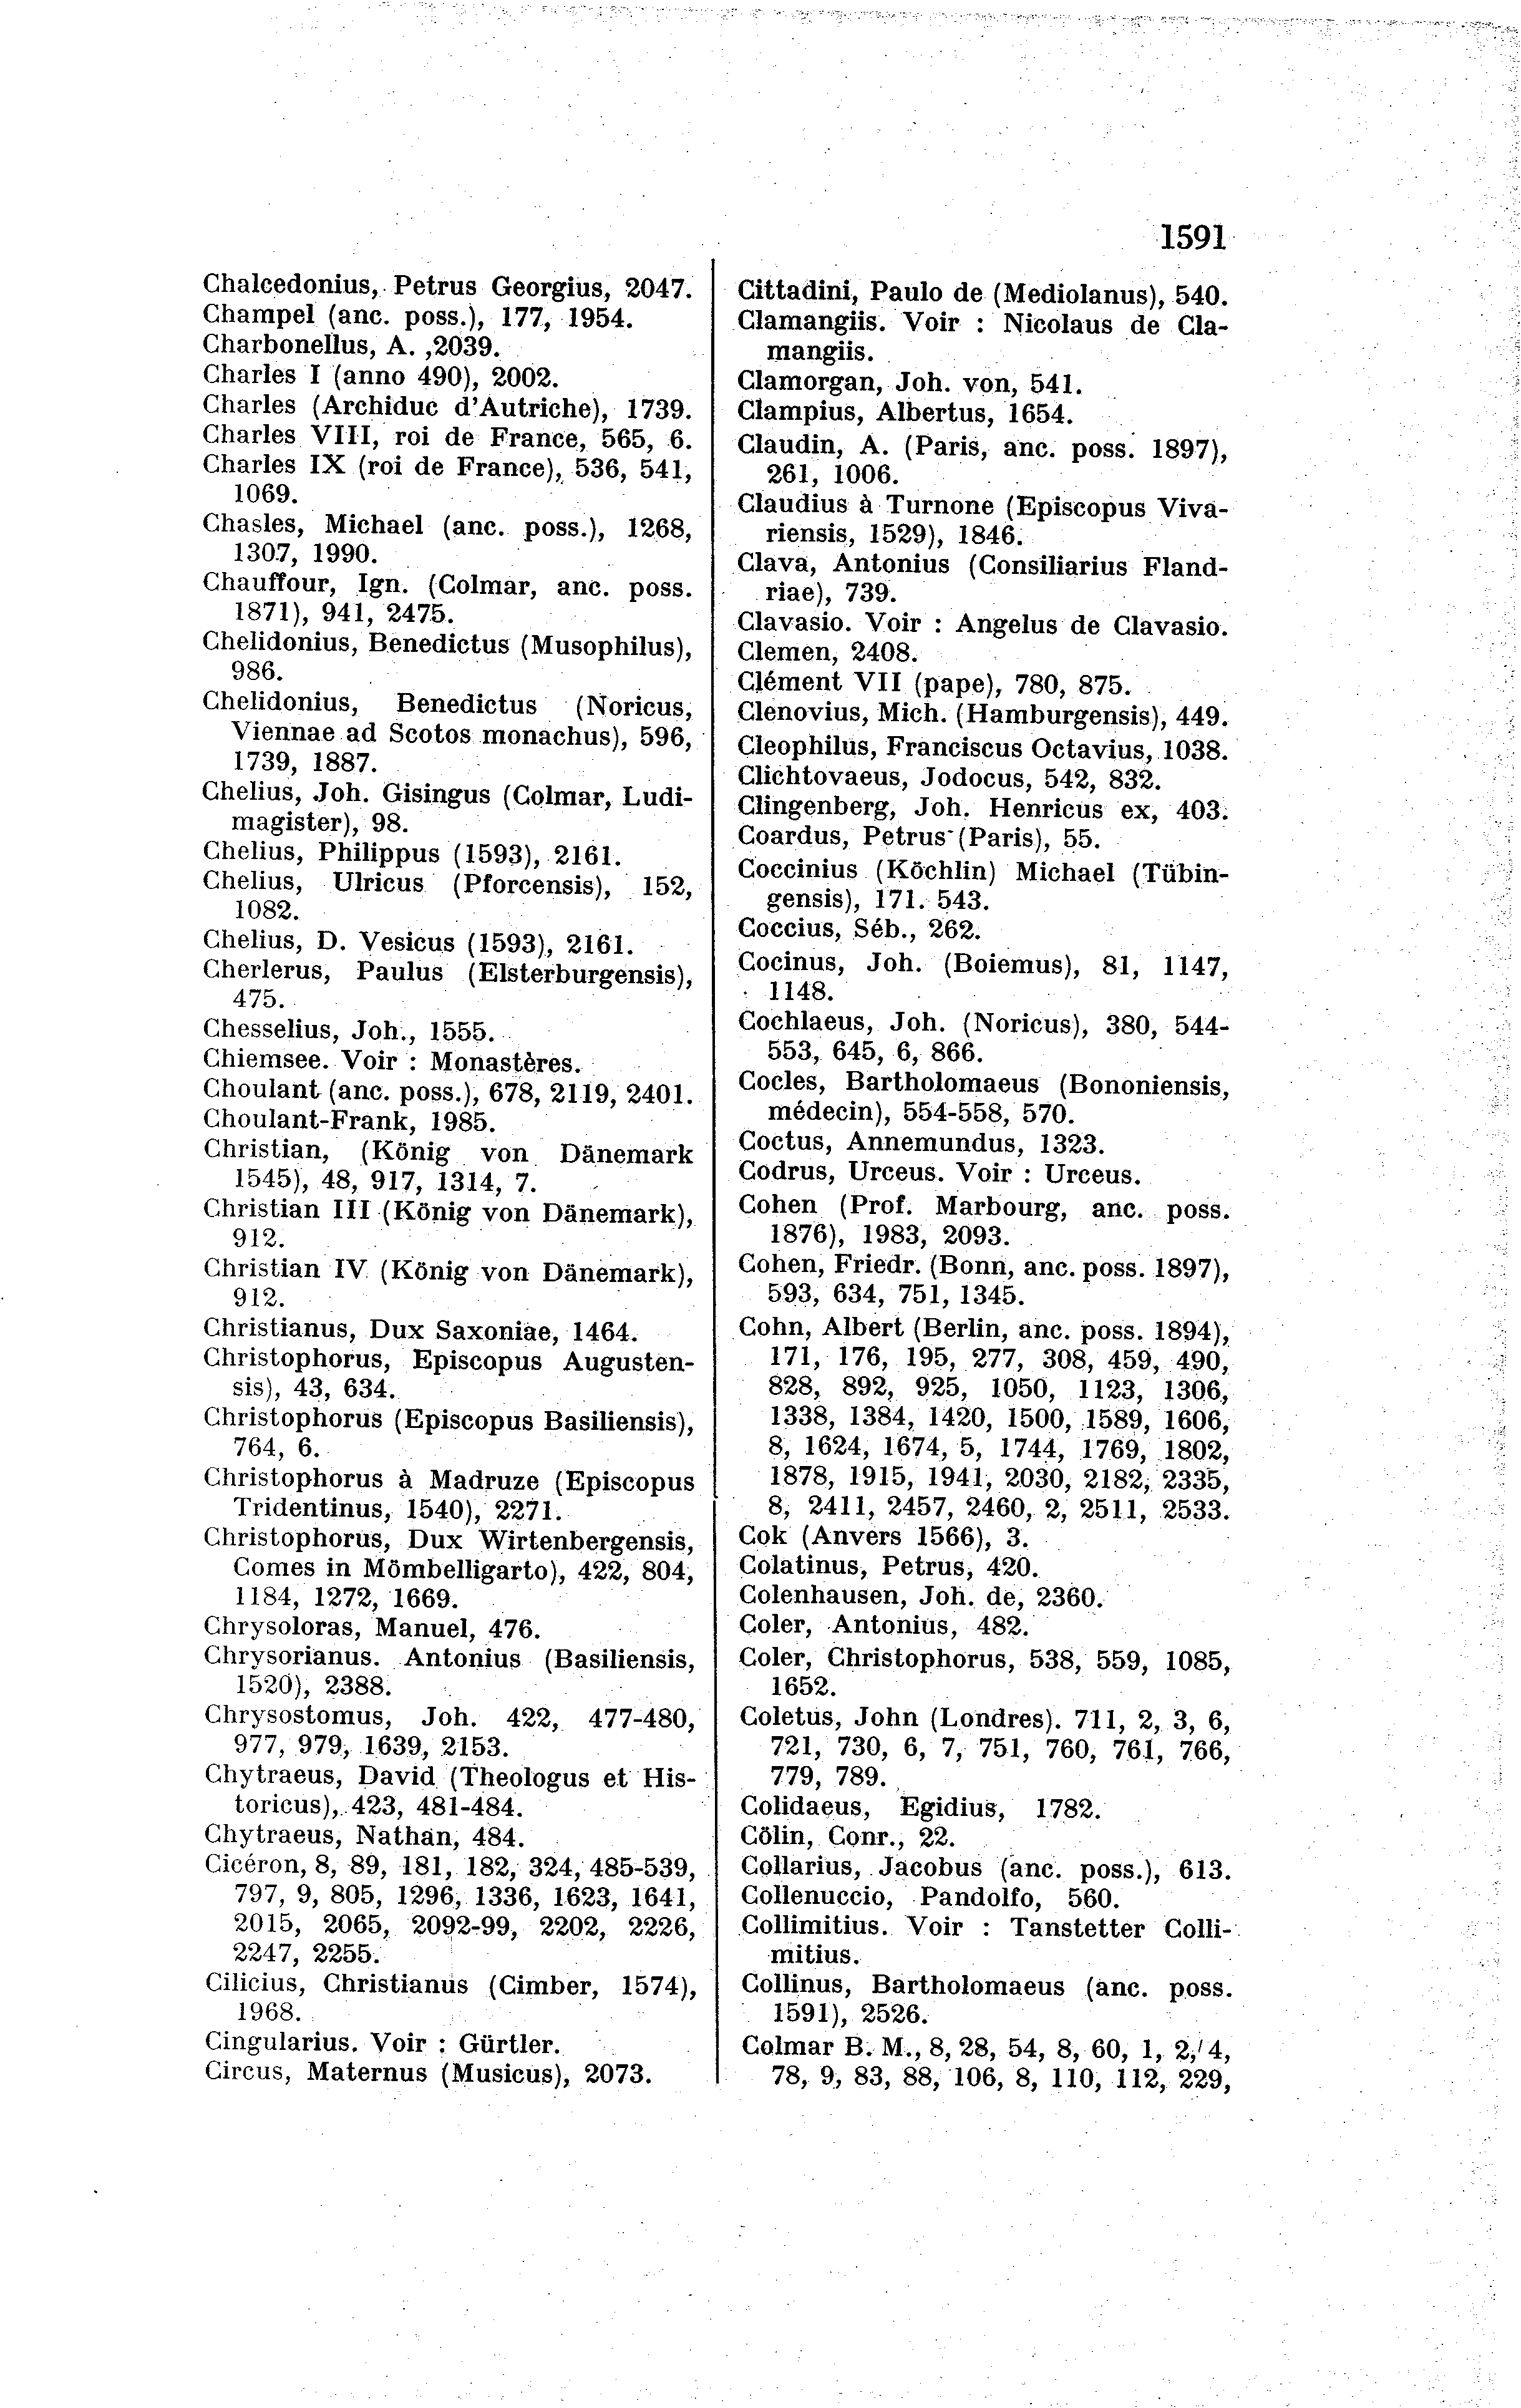 1591
Chalcedonius, Petrus Georgius, 2047.
Champel (anc. poss.), 177, 1954.
Charbonellus, A. ,2039.
Charles I (anno 490), 2002.
Charles (Archiduc d'Autriche), 1739.
Charles VIII, roi de France, 565, 6.
Charles IX (roi de France), 536, 541,
1069.
Chasles, Michael (anc. poss.), 1268,
1307, 1990.
Chauffour, Ign. (Colmar, anc. poss.
1871), 941, 2475.
Chelidonius, Benedictus (Musophilus),
986.
Chelidonius, Benedictus (Noricus,
Viennae ad Scotos monachus), 596,
1739, 1887.
Chelius, Joh. Gisingus (Colmar, Ludi-
magister), 98.
Chelius, Philippus (1593), 2161.
Chelius, Ulricus (Pforcensis), 152,
1082.
Chelius, D. Vesicus (1593), 2161.
Cherlerus, Paulus (Elsterburgensis),
475.
Chesselius, Joh., 1555.
Chiemsee. Voir : Monastères.
Choulant (anc. poss.), 678, 2119, 2401.
Choulant-Frank, 1985.
Christian, (König von Dänemark
1545), 48, 917, 1314, 7.
Christian III (König von Dänemark),
912.
Christian IV (König von Dänemark),
912.
Christianus, Dux Saxoniae, 1464.
Christophorus, Episcopus Augusten-
sis), 43, 634.
Christophorus (Episcopus Basiliensis),
764, 6.
Christophorus à Madruze (Episcopus
Tridentinus, 1540), 2271.
Christophorus, Dux Wirtenbergensis,
Comes in Mömbelligarto), 422, 804,
1184, 1272, 1669.
Chrysoloras, Manuel, 476.
Chrysorianus. Antonius (Basiliensis,
1520), 2388.
Chrysostomus, Joh. 422, 477-480,
977, 979, 1639, 2153.
Chytraeus, David (Theologus et His-
toricus), 423, 481-484.
Chytraeus, Nathan, 484.
Cicéron, 8, 89, 181, 182, 324, 485-539,
797, 9, 805, 1296, 1336, 1623, 1641,
2015, 2065, 2092-99, 2202, 2226,
2247, 2255.
Cilicius, Christianus (Cimber, 1574),
1968.
Cingularius. Voir : Gürtler.
Circus, Maternus (Musicus), 2073.
Cittadini, Paulo de (Mediolanus), 540.
Clamangiis. Voir : Nicolaus de Cla-
mangiis.
Clamorgan, Joh. von, 541.
Clampius, Albertus, 1654.
Claudin, A. (Paris, anc. poss. 1897),
261, 1006.
Claudius à Turnone (Episcopus Viva-
riensis, 1529), 1846.
Clava, Antonius (Consiliarius Fland-
riae), 739.
Clavasio. Voir : Angelus de Clavasio.
Clemen, 2408.
Clément VII (pape), 780, 875.
Clenovius, Mich. (Hamburgensis), 449.
Cleophilus, Franciscus Octavius, 1038.
Clichtovaeus, Jodocus, 542, 832.
Clingenberg, Joh. Henricus ex, 403.
Coardus, Petrus (Paris), 55.
Coccinius (Köchlin) Michael (Tübin-
gensis), 171. 543.
Coccius, Séb., 262.
Cocinus, Joh. (Boiemus), 81, 1147,
1148.
Cochlaeus, Joh. (Noricus), 380, 544-
553, 645, 6, 866.
Cocles, Bartholomaeus (Bononiensis,
médecin), 554-558, 570.
Coctus, Annemundus, 1323.
Codrus, Urceus. Voir : Urceus.
Cohen (Prof. Marbourg, anc. poss.
1876), 1983, 2093.
Cohen, Friedr. (Bonn, anc. poss. 1897),
593, 634, 751, 1345.
Cohn, Albert (Berlin, anc. poss. 1894),
171, 176, 195, 277, 308, 459, 490,
828, 892, 925, 1050, 1123, 1306,
1338, 1384, 1420, 1500, 1589, 1606,
8, 1624, 1674, 5, 1744, 1769, 1802,
1878, 1915, 1941, 2030, 2182, 2335,
8, 2411, 2457, 2460, 2, 2511, 2533.
Cok (Anvers 1566), 3.
Colatinus, Petrus, 420.
Colenhausen, Joh. de, 2360.
Coler, Antonius, 482.
Coler, Christophorus, 538, 559, 1085,
1652.
Coletus, John (Londres). 711, 2, 3, 6,
721, 730, 6, 7, 751, 760, 761, 766,
779, 789.
Colidaeus, Egidius, 1782.
Cölin, Conr., 22.
Collarius, Jacobus (anc. poss.), 613.
Collenuccio, Pandolfo, 560.
Collimitius. Voir : Tanstetter Colli-
mitius.
Collinus, Bartholomaeus (anc. poss.
1591), 2526.
Colmar B. M., 8, 28, 54, 8, 60, 1, 2, 4,
78, 9, 83, 88, 106, 8, 110, 112, 229,